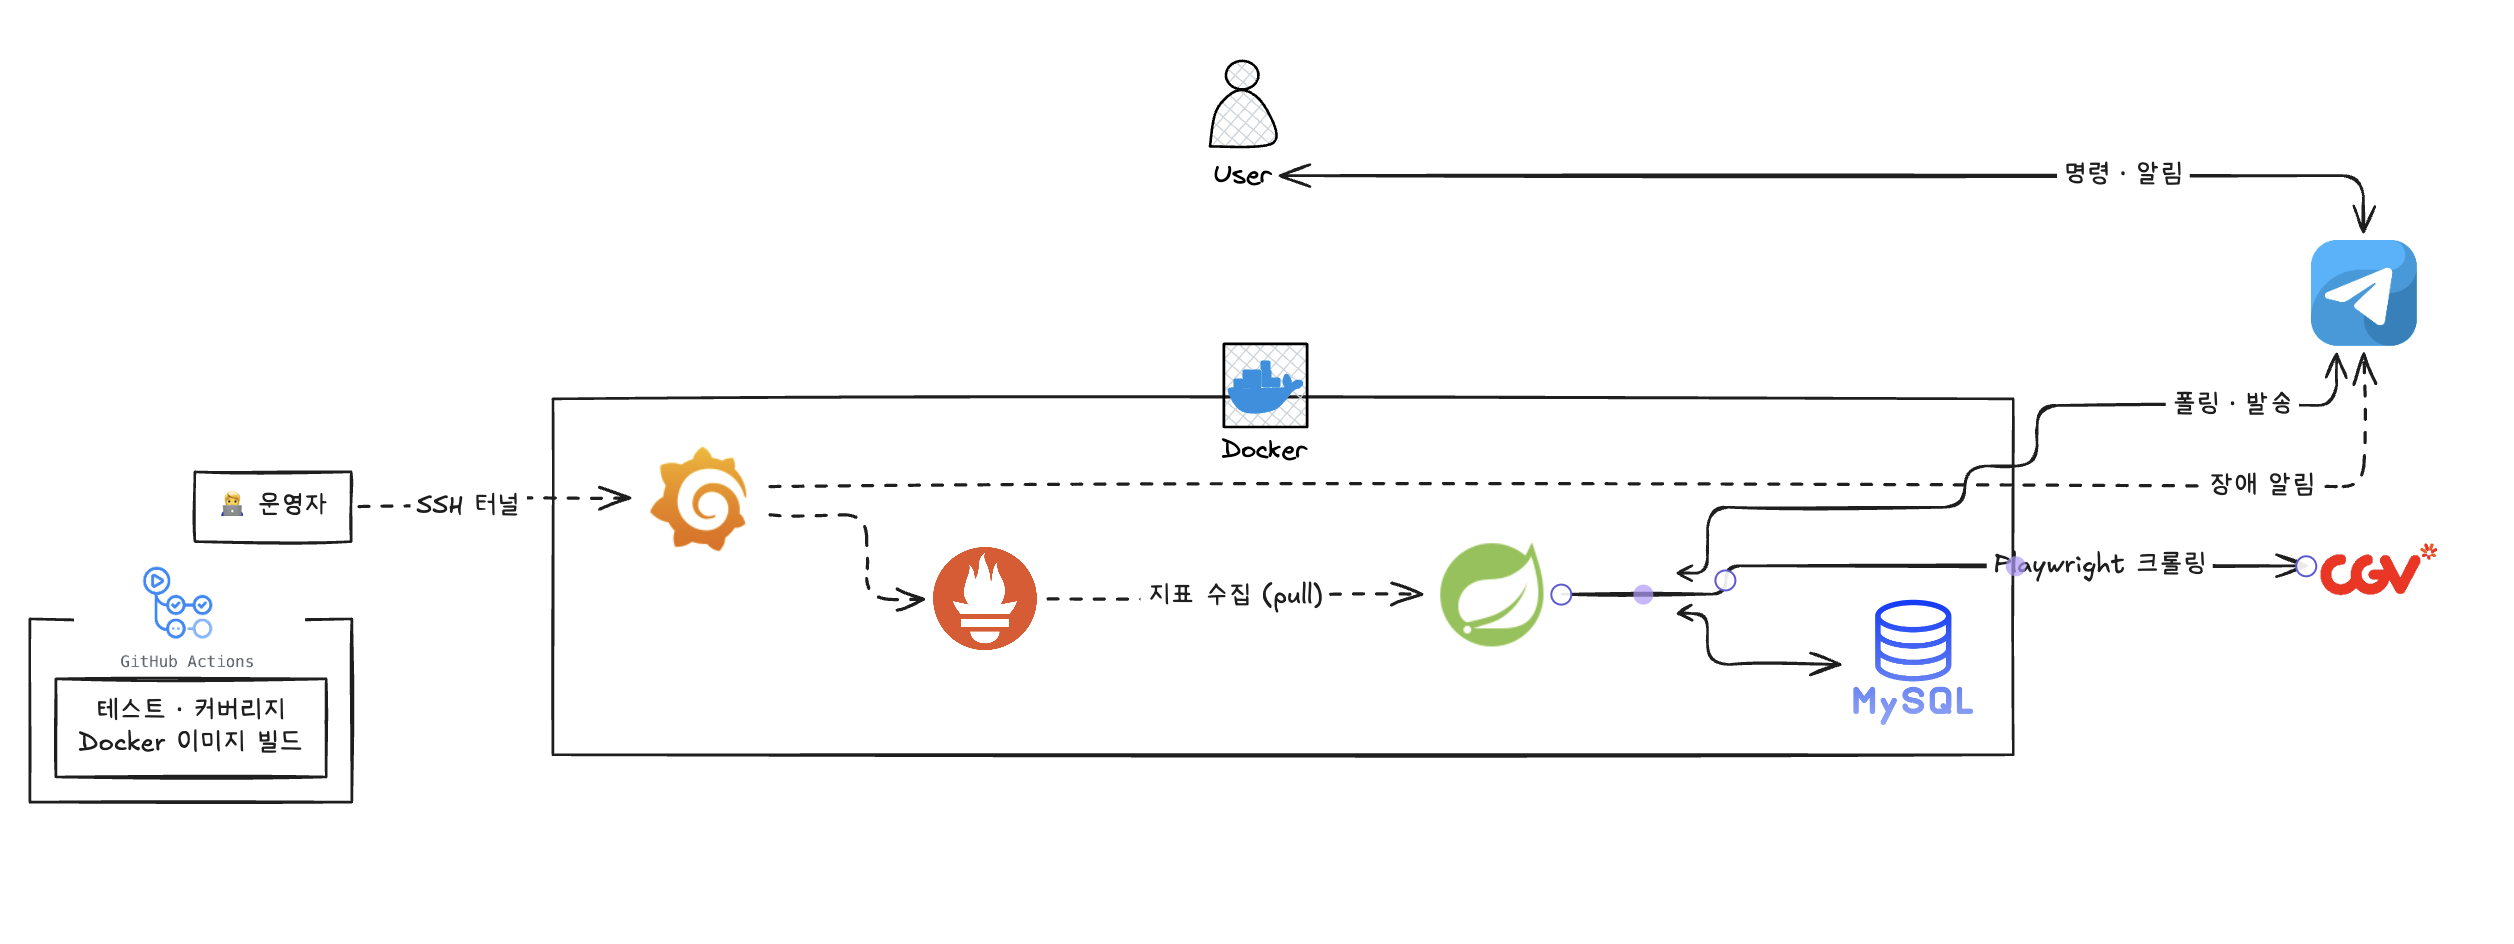 User
명령 · 알림
Docker
폴링 · 발송
장애 알림
운영자
SSH 터널
Playwright 크롤링
CGV
지표 수집 (pull)
MySQL
GitHub Actions
테스트 · 커버리지
Docker 이미지 빌드